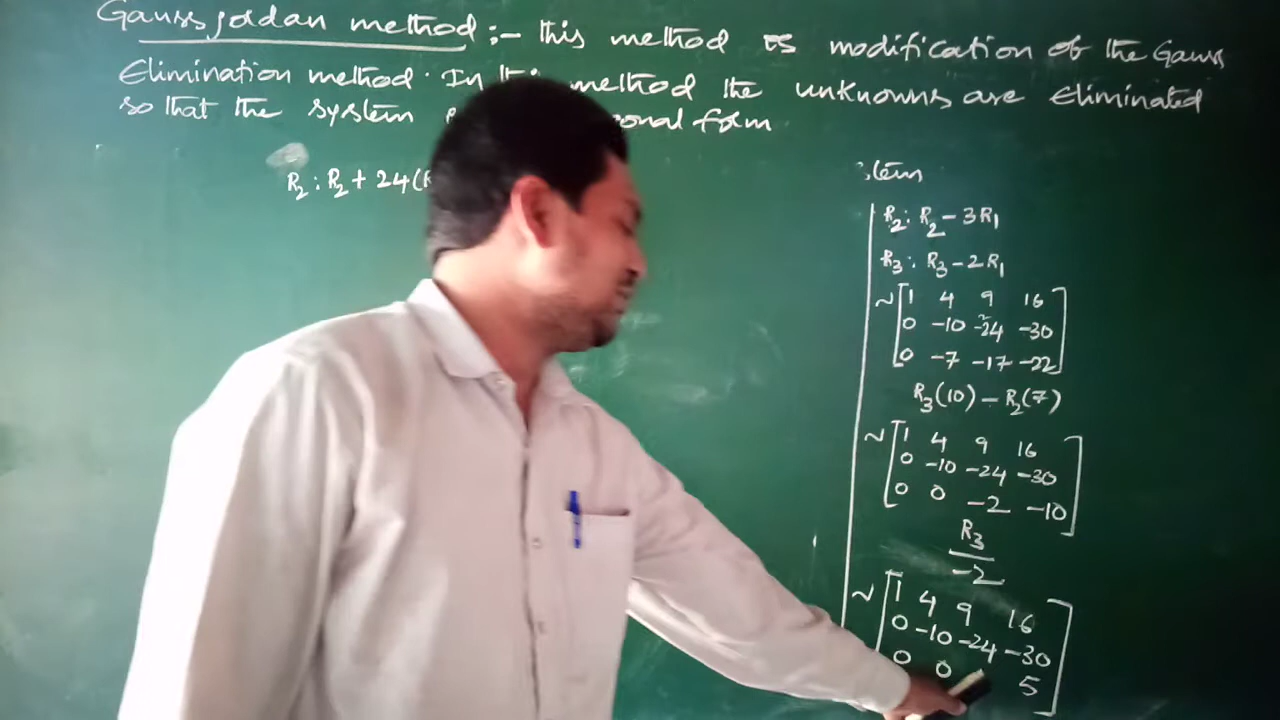 Gauss jordan method :- this method is modification of the Gauss
Elimination method. In this method the unknowns are Eliminated
so that the system onal form
R2 : R2 + 24(R
stem
R2 : R2 - 3R1
R3 : R3 - 2R1
~ [1 4 9 16
0 -10 -24 -30
0 -7 -17 -22]
R3(10) - R2(7)
~ [1 4 9 16
0 -10 -24 -30
0 0 -2 -10]
R3
-2
~ [1 4 9 16
0 -10 -24 -30
0 0 5]